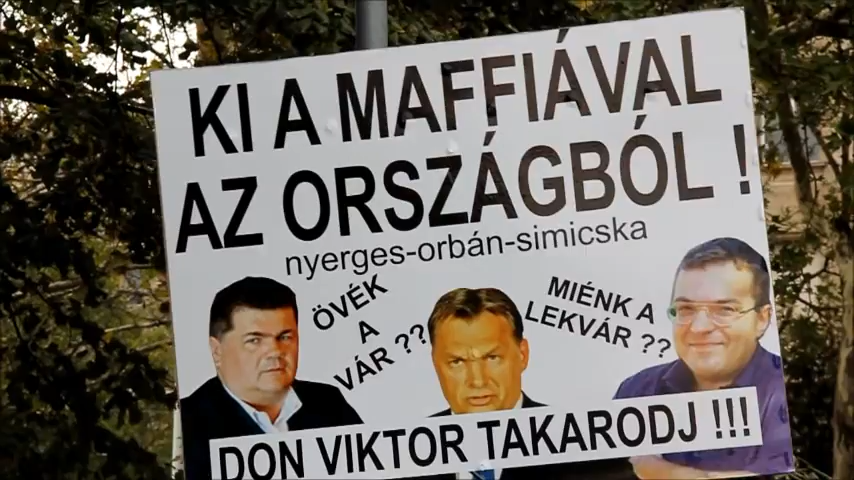 KI A MAFFIÁVAL
AZ ORSZÁGBÓL !
nyerges-orbán-simicska
ÖVÉK
A
VÁR ??
MIÉNK A
LEKVÁR ??
DON VIKTOR TAKARODJ !!!